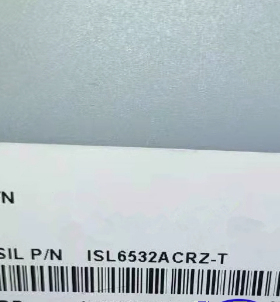 /N
SIL P/N ISL6532ACRZ-T